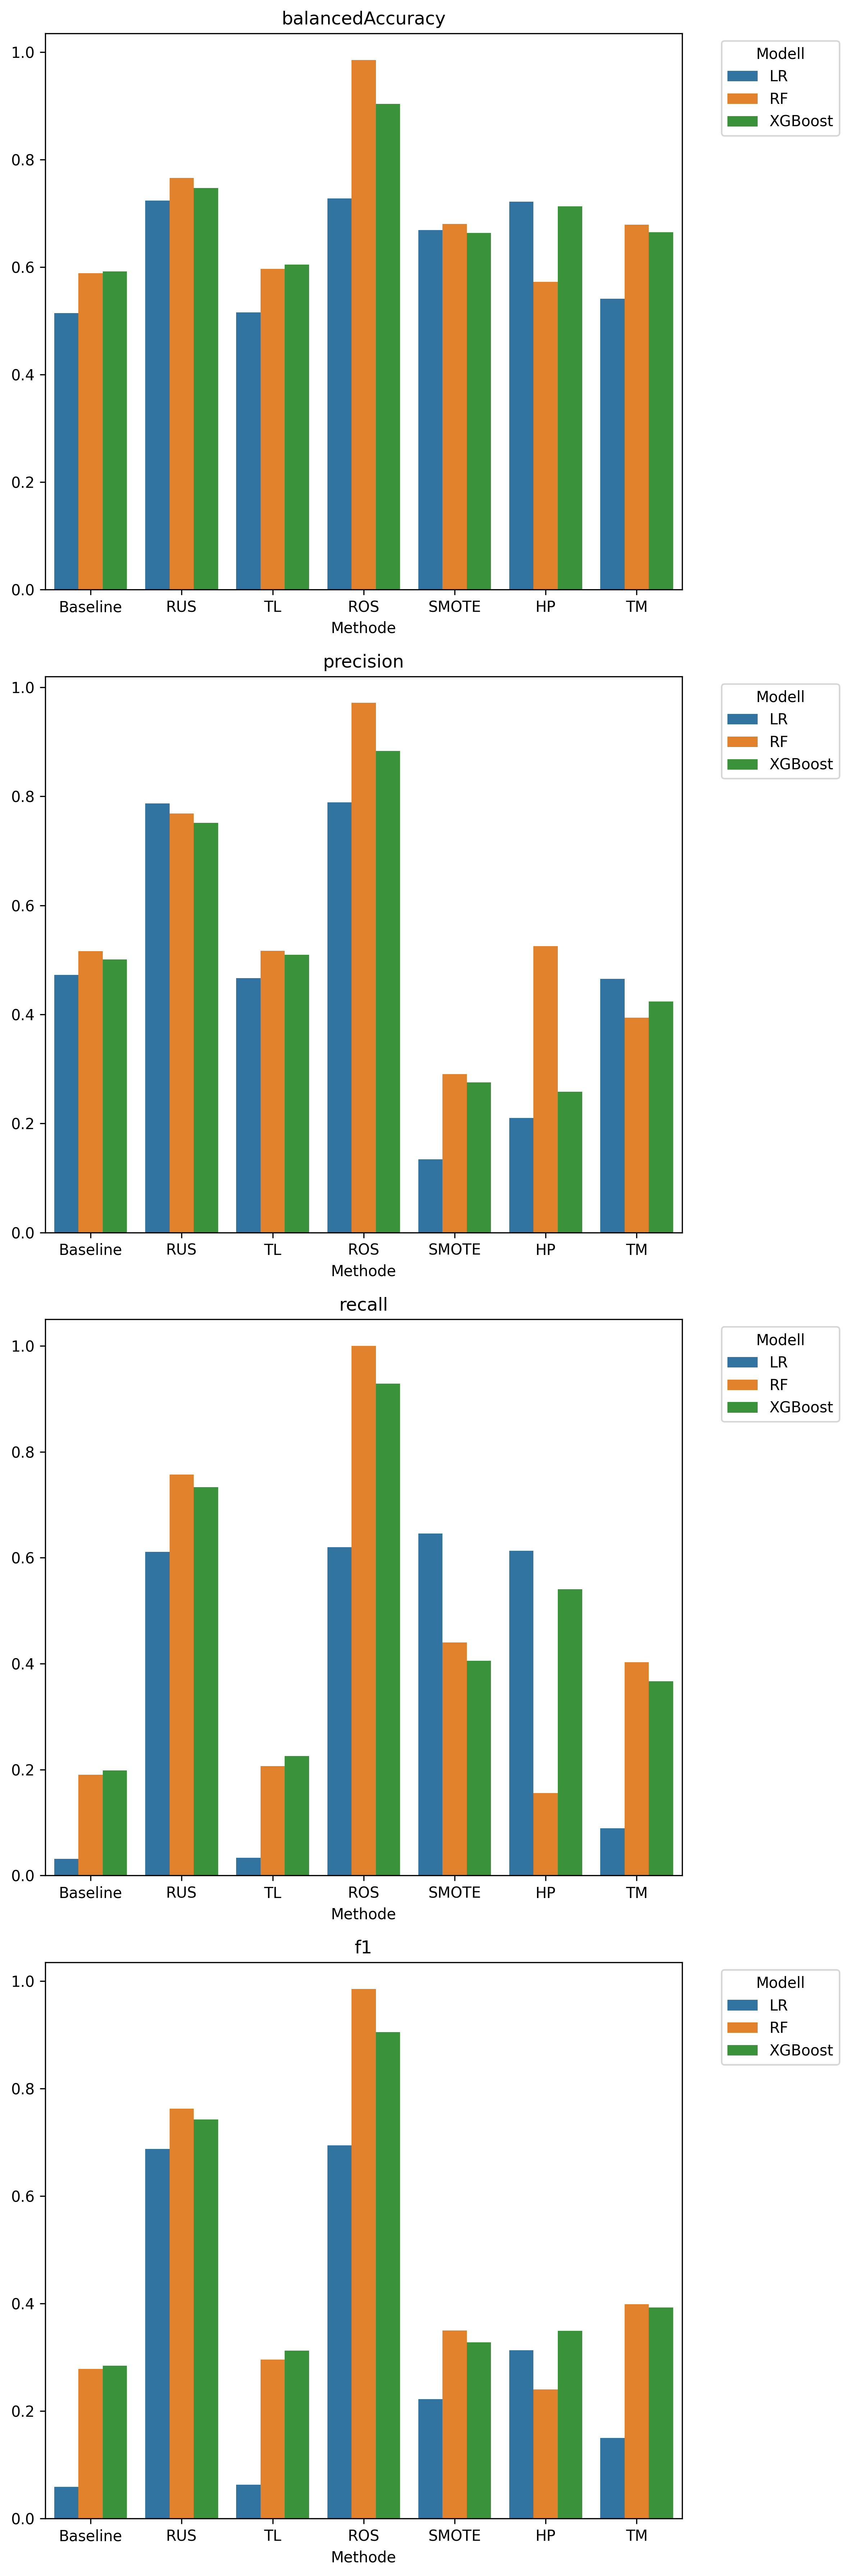 balancedAccuracy
1.0
0.8
0.6
0.4
0.2
0.0
Baseline RUS TL ROS SMOTE HP TM
Methode
Modell
LR
RF
XGBoost
precision
1.0
0.8
0.6
0.4
0.2
0.0
Baseline RUS TL ROS SMOTE HP TM
Methode
Modell
LR
RF
XGBoost
recall
1.0
0.8
0.6
0.4
0.2
0.0
Baseline RUS TL ROS SMOTE HP TM
Methode
Modell
LR
RF
XGBoost
f1
1.0
0.8
0.6
0.4
0.2
0.0
Baseline RUS TL ROS SMOTE HP TM
Methode
Modell
LR
RF
XGBoost